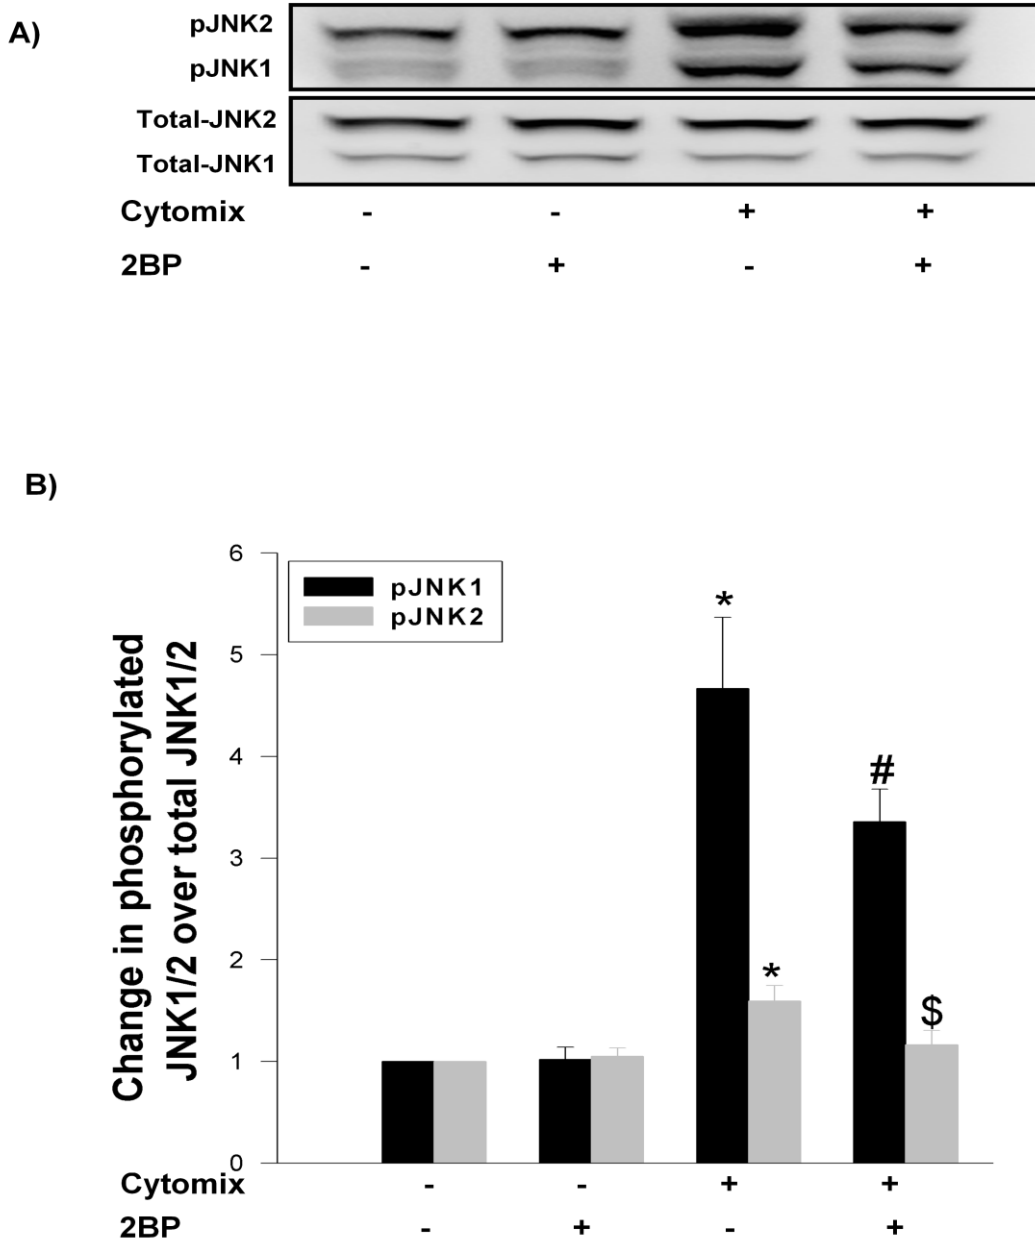 A)
pJNK2
pJNK1
Total-JNK2
Total-JNK1
Cytomix - - + +
2BP - + - +
B)
Change in phosphorylated
JNK1/2 over total JNK1/2
6
5
4
3
2
1
0
pJNK1
pJNK2
*
#
*
$
Cytomix - - + +
2BP - + - +